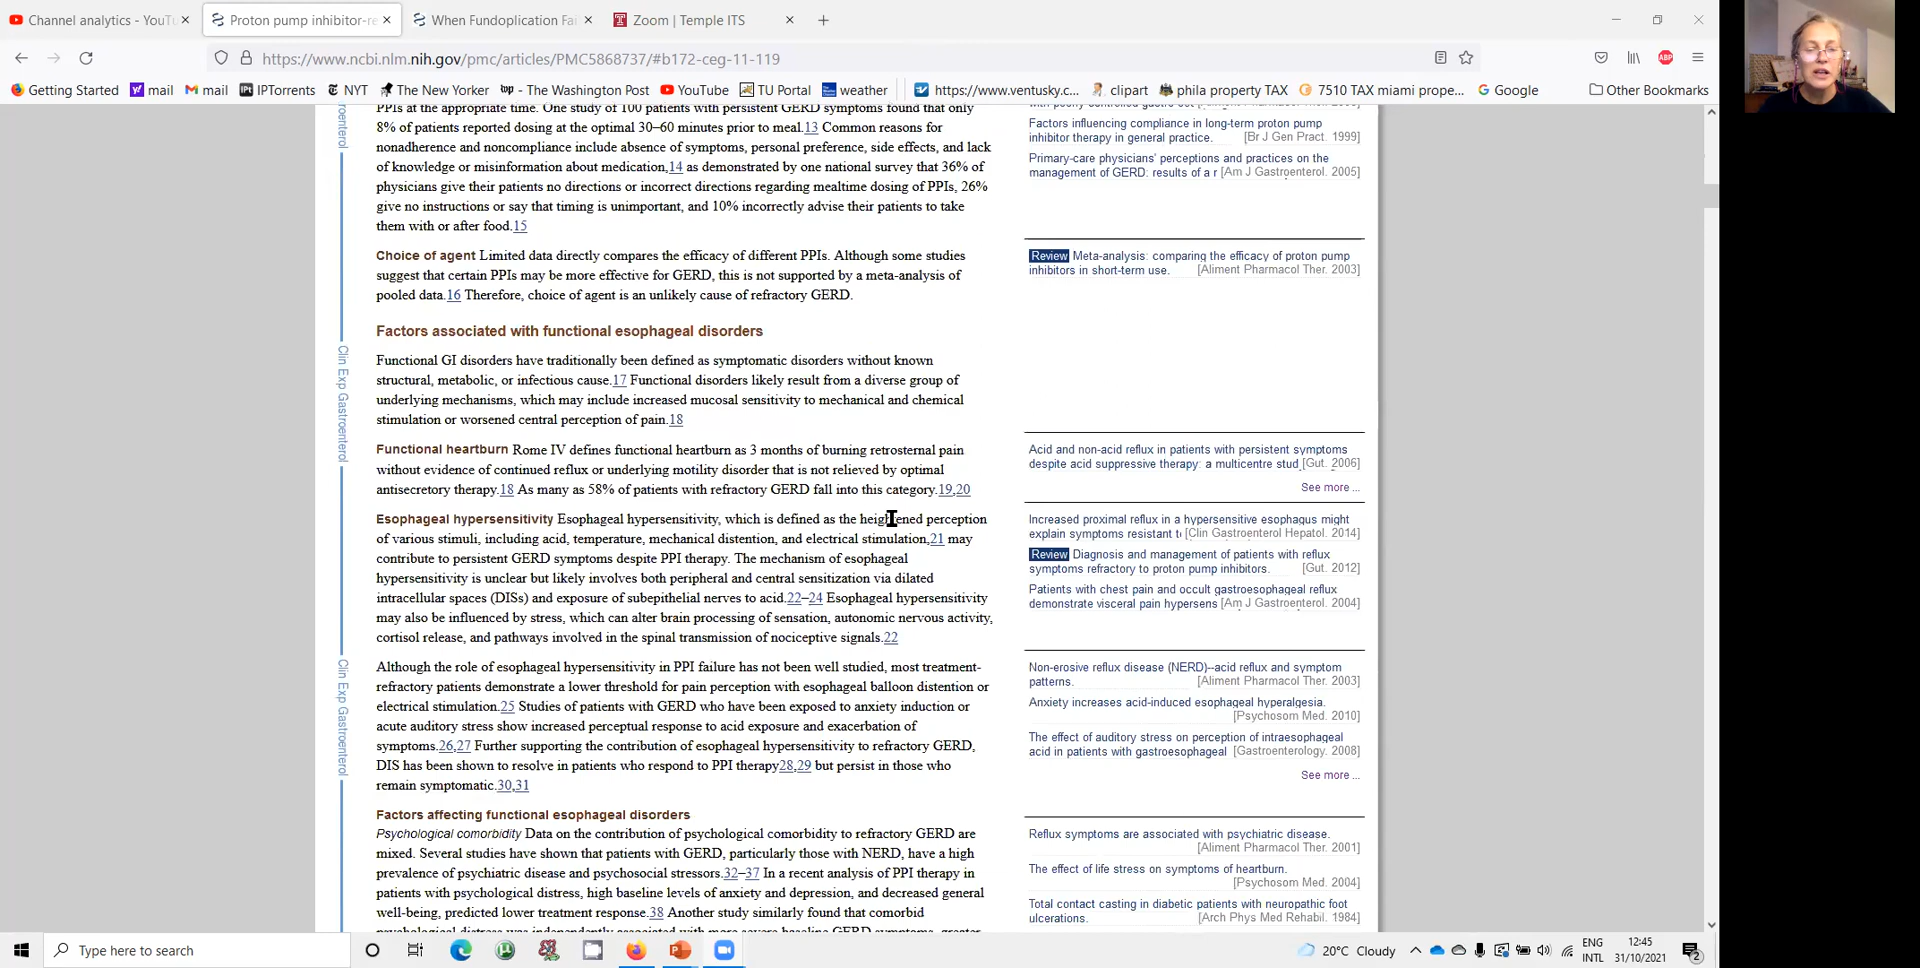 Channel analytics - YouTu
Proton pump inhibitor-re
When Fundoplication Fai
Zoom | Temple ITS
https://www.ncbi.nlm.nih.gov/pmc/articles/PMC5868737/#b172-ceg-11-119
ABP
Getting Started
mail
mail
IPTorrents
NYT
The New Yorker
- The Washington Post
YouTube
TU Portal
weather
https://www.ventusky.c...
clipart
phila property TAX
7510 TAX miami prope...
Google
Other Bookmarks
PPIs at the appropriate time. One study of 100 patients with persistent GERD symptoms found that only
8% of patients reported dosing at the optimal 30–60 minutes prior to meal.13 Common reasons for
nonadherence and noncompliance include absence of symptoms, personal preference, side effects, and lack
of knowledge or misinformation about medication,14 as demonstrated by one national survey that 36% of
physicians give their patients no directions or incorrect directions regarding mealtime dosing of PPIs, 26%
give no instructions or say that timing is unimportant, and 10% incorrectly advise their patients to take
them with or after food.15
Choice of agent Limited data directly compares the efficacy of different PPIs. Although some studies
suggest that certain PPIs may be more effective for GERD, this is not supported by a meta-analysis of
pooled data.16 Therefore, choice of agent is an unlikely cause of refractory GERD.
Factors associated with functional esophageal disorders
Functional GI disorders have traditionally been defined as symptomatic disorders without known
structural, metabolic, or infectious cause.17 Functional disorders likely result from a diverse group of
underlying mechanisms, which may include increased mucosal sensitivity to mechanical and chemical
stimulation or worsened central perception of pain.18
Functional heartburn Rome IV defines functional heartburn as 3 months of burning retrosternal pain
without evidence of continued reflux or underlying motility disorder that is not relieved by optimal
antisecretory therapy.18 As many as 58% of patients with refractory GERD fall into this category.19,20
Esophageal hypersensitivity Esophageal hypersensitivity, which is defined as the heightened perception
of various stimuli, including acid, temperature, mechanical distention, and electrical stimulation,21 may
contribute to persistent GERD symptoms despite PPI therapy. The mechanism of esophageal
hypersensitivity is unclear but likely involves both peripheral and central sensitization via dilated
intracellular spaces (DISs) and exposure of subepithelial nerves to acid.22–24 Esophageal hypersensitivity
may also be influenced by stress, which can alter brain processing of sensation, autonomic nervous activity,
cortisol release, and pathways involved in the spinal transmission of nociceptive signals.22
Although the role of esophageal hypersensitivity in PPI failure has not been well studied, most treatment-
refractory patients demonstrate a lower threshold for pain perception with esophageal balloon distention or
electrical stimulation.25 Studies of patients with GERD who have been exposed to anxiety induction or
acute auditory stress show increased perceptual response to acid exposure and exacerbation of
symptoms.26,27 Further supporting the contribution of esophageal hypersensitivity to refractory GERD,
DIS has been shown to resolve in patients who respond to PPI therapy28,29 but persist in those who
remain symptomatic.30,31
Factors affecting functional esophageal disorders
Psychological comorbidity Data on the contribution of psychological comorbidity to refractory GERD are
mixed. Several studies have shown that patients with GERD, particularly those with NERD, have a high
prevalence of psychiatric disease and psychosocial stressors.32–37 In a recent analysis of PPI therapy in
patients with psychological distress, high baseline levels of anxiety and depression, and decreased general
well-being, predicted lower treatment response.38 Another study similarly found that comorbid
Factors influencing compliance in long-term proton pump
inhibitor therapy in general practice. [Br J Gen Pract. 1999]
Primary-care physicians' perceptions and practices on the
management of GERD: results of a r [Am J Gastroenterol. 2005]
Review Meta-analysis: comparing the efficacy of proton pump
inhibitors in short-term use. [Aliment Pharmacol Ther. 2003]
Acid and non-acid reflux in patients with persistent symptoms
despite acid suppressive therapy: a multicentre stud [Gut. 2006]
See more ...
Increased proximal reflux in a hypersensitive esophagus might
explain symptoms resistant t [Clin Gastroenterol Hepatol. 2014]
Review Diagnosis and management of patients with reflux
symptoms refractory to proton pump inhibitors. [Gut. 2012]
Patients with chest pain and occult gastroesophageal reflux
demonstrate visceral pain hypersens [Am J Gastroenterol. 2004]
Non-erosive reflux disease (NERD)--acid reflux and symptom
patterns. [Aliment Pharmacol Ther. 2003]
Anxiety increases acid-induced esophageal hyperalgesia.
[Psychosom Med. 2010]
The effect of auditory stress on perception of intraesophageal
acid in patients with gastroesophageal [Gastroenterology. 2008]
See more ...
Reflux symptoms are associated with psychiatric disease.
[Aliment Pharmacol Ther. 2001]
The effect of life stress on symptoms of heartburn.
[Psychosom Med. 2004]
Total contact casting in diabetic patients with neuropathic foot
ulcerations. [Arch Phys Med Rehabil. 1984]
Clin Exp Gastroenterol
Clin Exp Gastroenterol
Type here to search
20°C Cloudy
ENG
INTL
12:45
31/10/2021
2